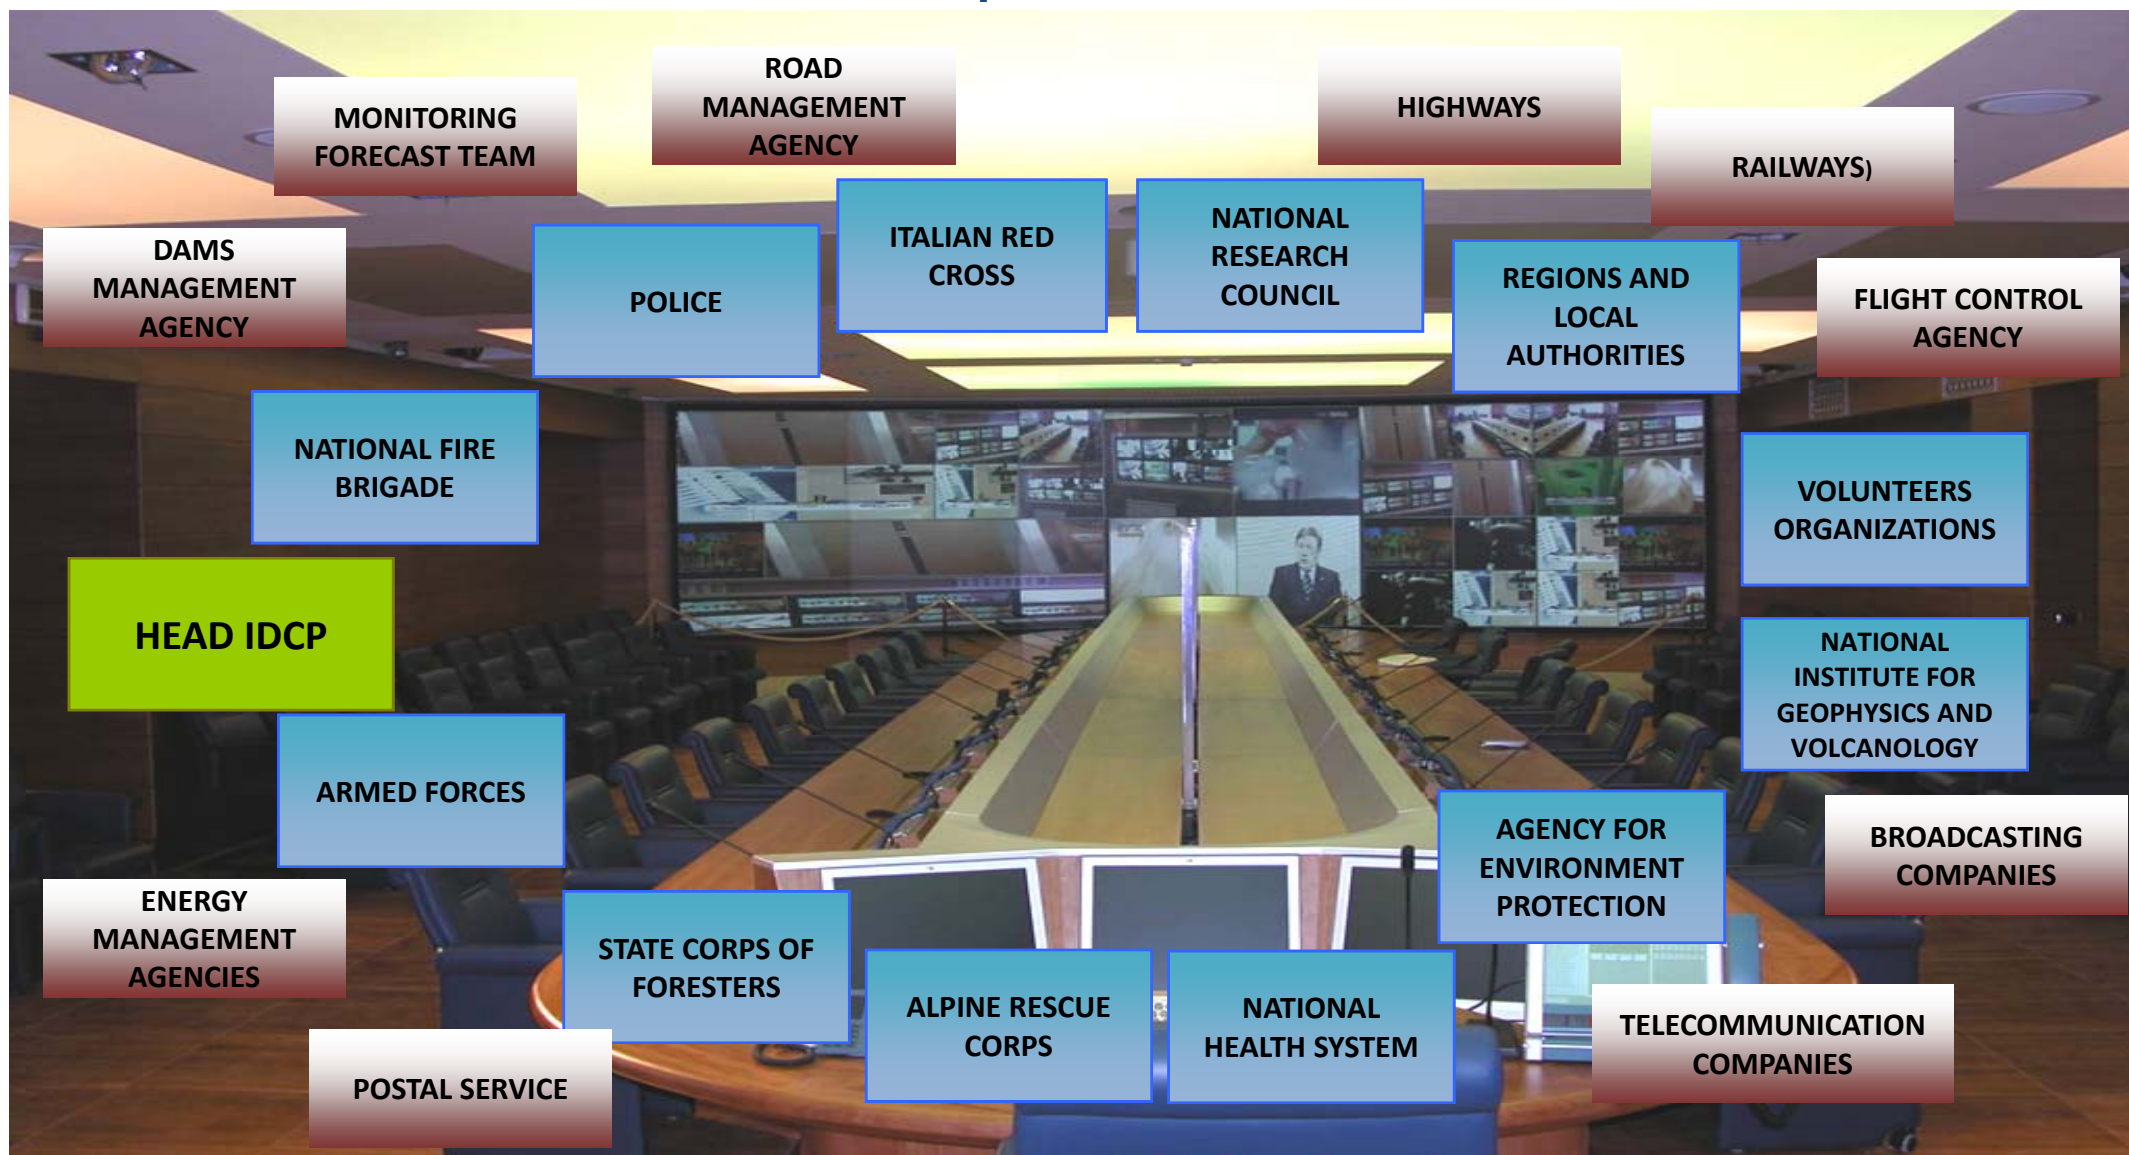 ROAD
MANAGEMENT
AGENCY
HIGHWAYS
MONITORING
FORECAST TEAM
RAILWAYS)
DAMS
MANAGEMENT
AGENCY
POLICE
ITALIAN RED
CROSS
NATIONAL
RESEARCH
COUNCIL
REGIONS AND
LOCAL
AUTHORITIES
FLIGHT CONTROL
AGENCY
NATIONAL FIRE
BRIGADE
VOLUNTEERS
ORGANIZATIONS
HEAD IDCP
NATIONAL
INSTITUTE FOR
GEOPHYSICS AND
VOLCANOLOGY
ARMED FORCES
AGENCY FOR
ENVIRONMENT
PROTECTION
BROADCASTING
COMPANIES
ENERGY
MANAGEMENT
AGENCIES
STATE CORPS OF
FORESTERS
ALPINE RESCUE
CORPS
NATIONAL
HEALTH SYSTEM
TELECOMMUNICATION
COMPANIES
POSTAL SERVICE